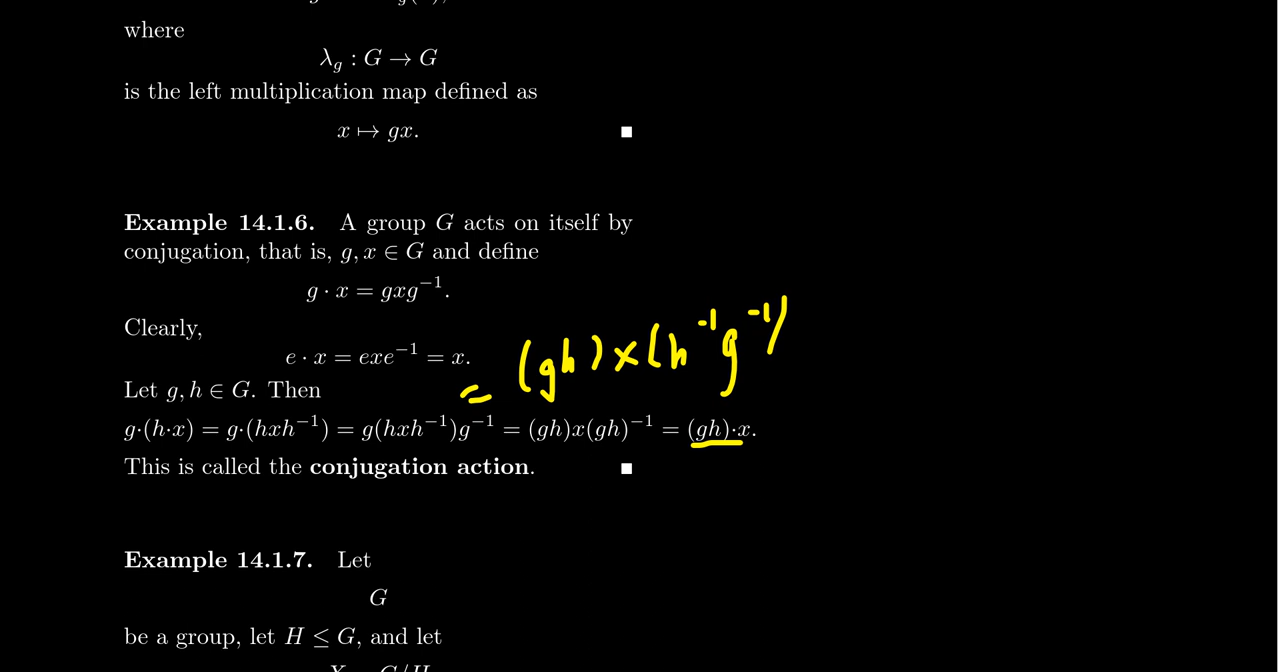 where
λ_g : G → G
is the left multiplication map defined as
x ↦ gx. ■
Example 14.1.6. A group G acts on itself by
conjugation, that is, g, x ∈ G and define
g · x = gxg⁻¹.
Clearly,
e · x = exe⁻¹ = x.
= (gh)x(h⁻¹g⁻¹)
Let g, h ∈ G. Then
g·(h·x) = g·(hxh⁻¹) = g(hxh⁻¹)g⁻¹ = (gh)x(gh)⁻¹ = (gh)·x.
This is called the conjugation action. ■
Example 14.1.7. Let
G
be a group, let H ≤ G, and let